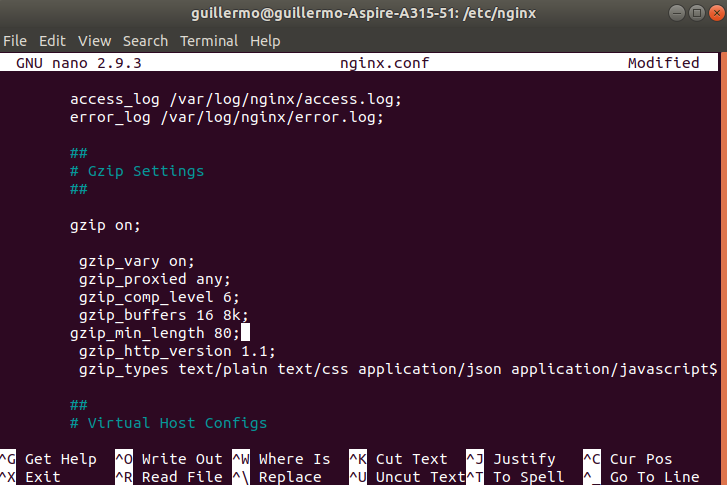 guillermo@guillermo-Aspire-A315-51: /etc/nginx
File Edit View Search Terminal Help
GNU nano 2.9.3 nginx.conf Modified
access_log /var/log/nginx/access.log;
error_log /var/log/nginx/error.log;
##
# Gzip Settings
##
gzip on;
gzip_vary on;
gzip_proxied any;
gzip_comp_level 6;
gzip_buffers 16 8k;
gzip_min_length 80;
gzip_http_version 1.1;
gzip_types text/plain text/css application/json application/javascript$
##
# Virtual Host Configs
^G Get Help ^O Write Out ^W Where Is ^K Cut Text ^J Justify ^C Cur Pos
^X Exit ^R Read File ^\ Replace ^U Uncut Text ^T To Spell ^_ Go To Line